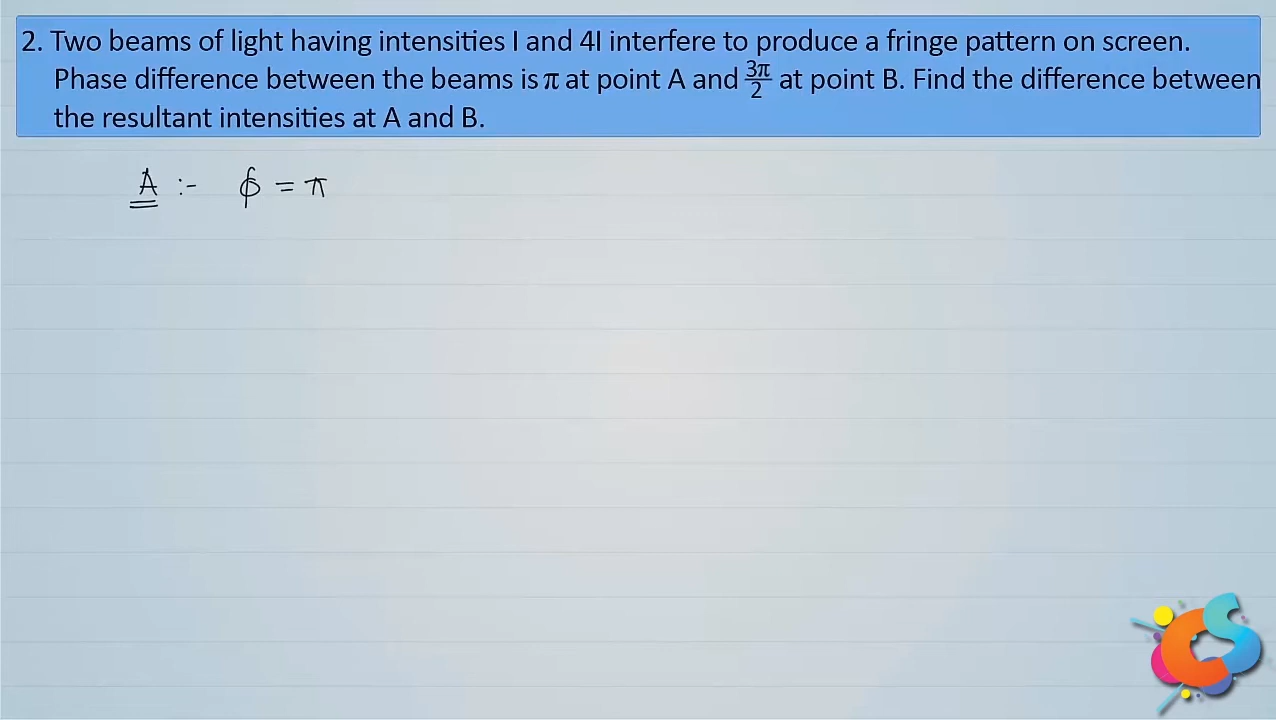 2. Two beams of light having intensities I and 4I interfere to produce a fringe pattern on screen.
Phase difference between the beams is π at point A and 3π/2 at point B. Find the difference between
the resultant intensities at A and B.
A :- ϕ = π
CS